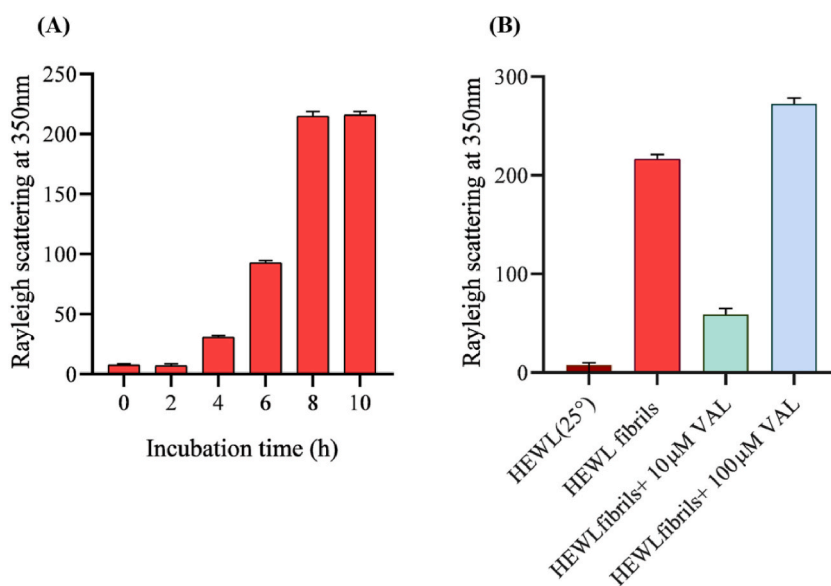 (A)
Rayleigh scattering at 350nm
250
200
150
100
50
0
0 2 4 6 8 10
Incubation time (h)
(B)
Rayleigh scattering at 350nm
300
200
100
0
HEWL(25°)
HEWL fibrils
HEWLfibrils+ 10μM VAL
HEWLfibrils+ 100μM VAL